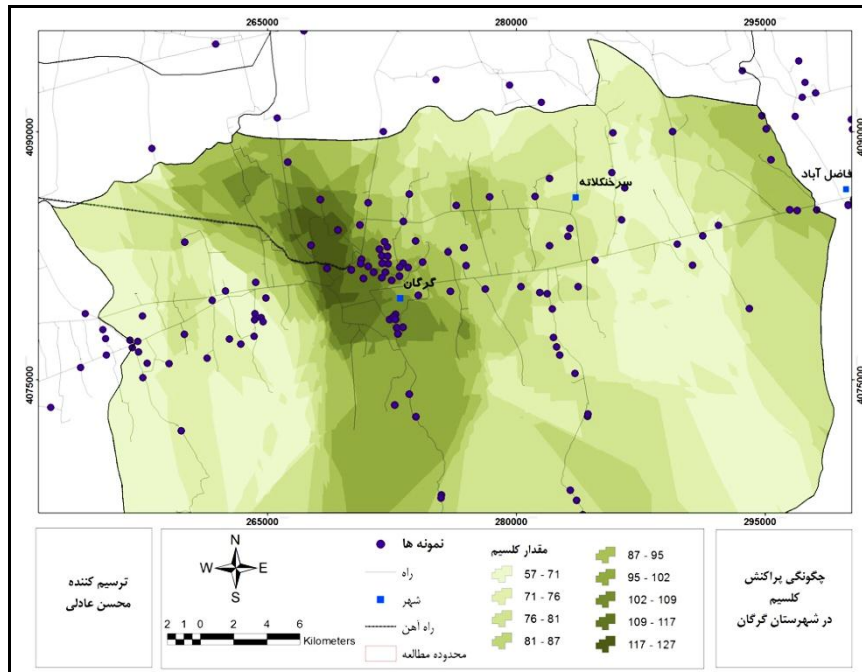 265000 280000 295000
4090000 4090000
سرخنکلاته
فاضل آباد
گرگان
4075000 4075000
265000 280000 295000
ترسیم کننده
محسن عادلی
N
W E
S
2 1 0 2 4 6
Kilometers
نمونه ها
راه
شهر
راه آهن
محدوده مطالعه
مقدار کلسیم
57 - 71
71 - 76
76 - 81
81 - 87
87 - 95
95 - 102
102 - 109
109 - 117
117 - 127
چگونگی پراکنش
کلسیم
در شهرستان گرگان